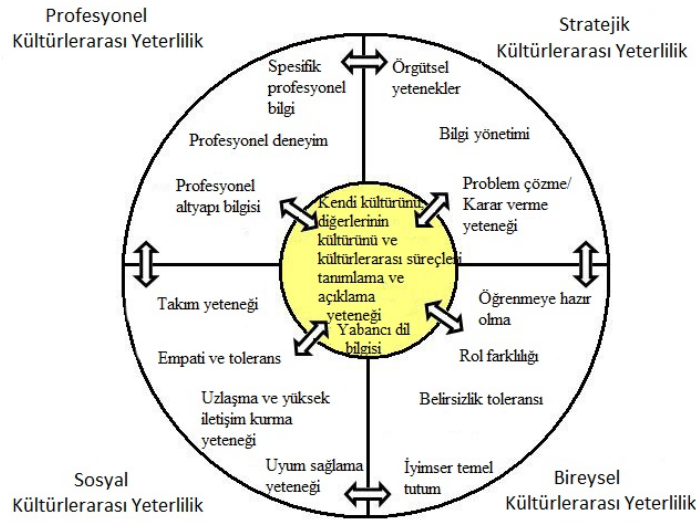 Profesyonel
Kültürlerarası Yeterlilik
Stratejik
Kültürlerarası Yeterlilik
Spesifik
profesyonel
bilgi
Profesyonel deneyim
Profesyonel
altyapı bilgisi
Örgütsel
yetenekler
Bilgi yönetimi
Problem çözme/
Karar verme
yeteneği
Kendi kültürünü,
diğerlerinin
kültürünü ve
kültürlerarası süreçleri
tanımlama ve
açıklama
yeteneği
Yabancı dil
bilgisi
Takım yeteneği
Empati ve tolerans
Uzlaşma ve yüksek
iletişim kurma
yeteneği
Uyum sağlama
yeteneği
Öğrenmeye hazır
olma
Rol farklılığı
Belirsizlik toleransı
İyimser temel
tutum
Sosyal
Kültürlerarası Yeterlilik
Bireysel
Kültürlerarası Yeterlilik